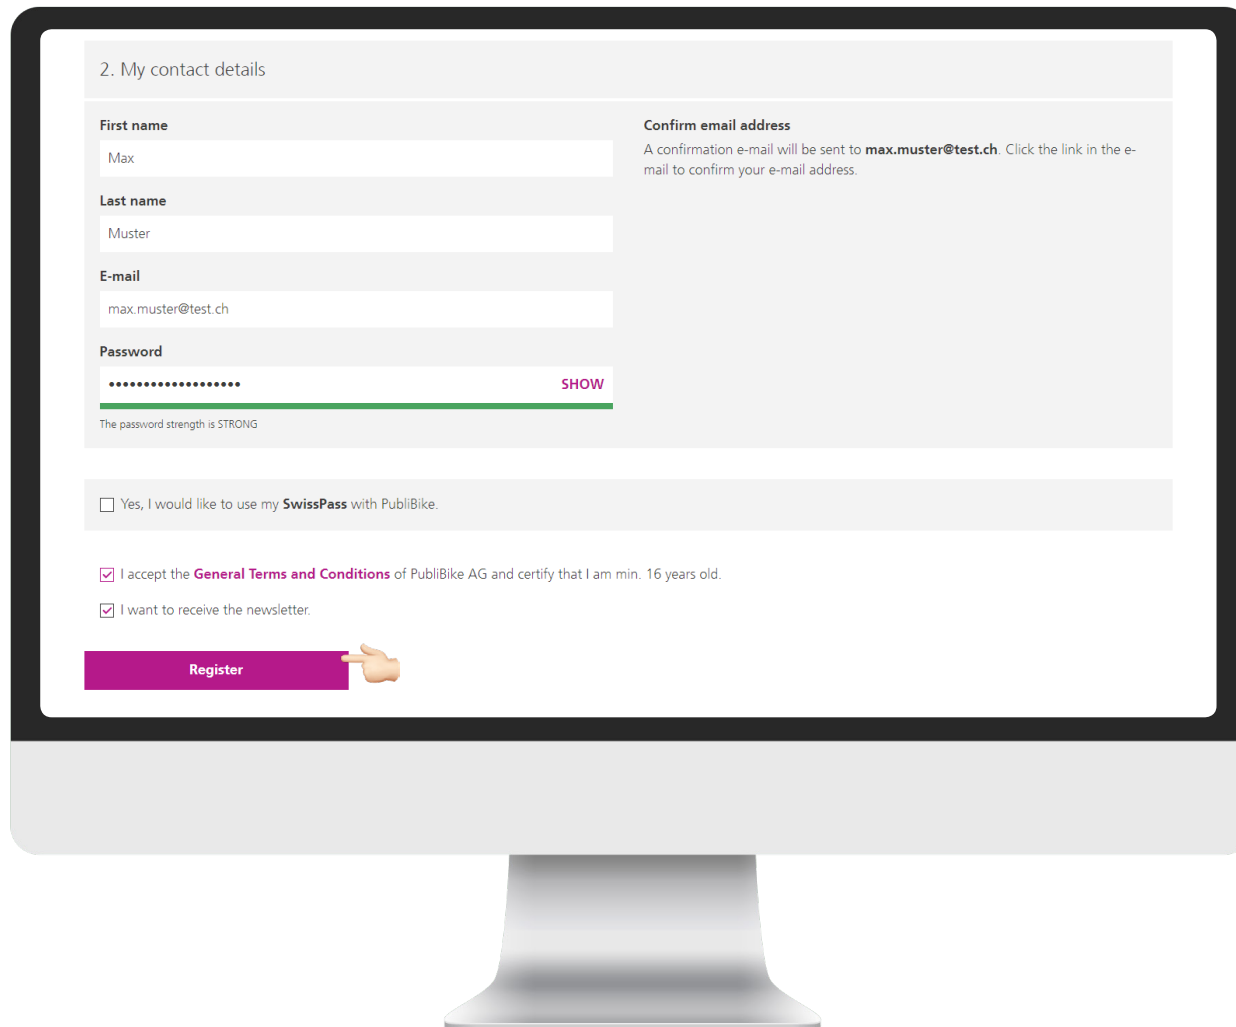 2. My contact details
First name
Max
Last name
Muster
E-mail
max.muster@test.ch
Password
•••••••••••••••••••
SHOW
The password strength is STRONG
Confirm email address
A confirmation e-mail will be sent to max.muster@test.ch. Click the link in the e-
mail to confirm your e-mail address.
Yes, I would like to use my SwissPass with PubliBike.
I accept the General Terms and Conditions of PubliBike AG and certify that I am min. 16 years old.
I want to receive the newsletter.
Register